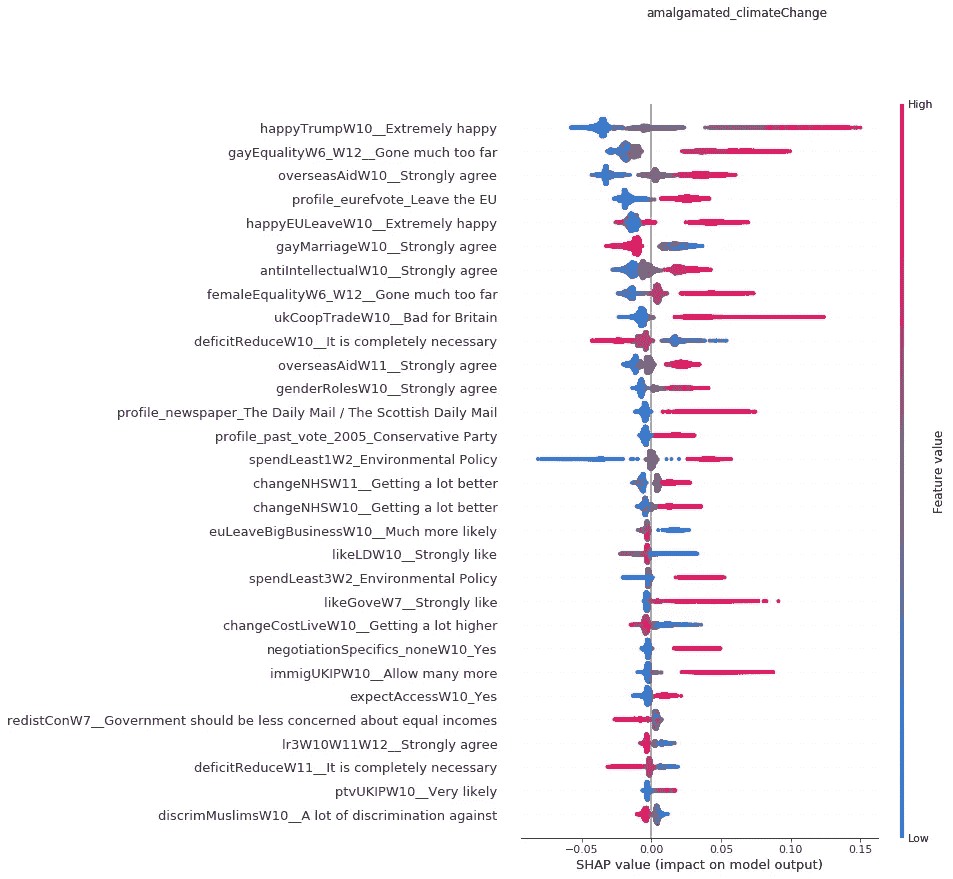 amalgamated_climateChange
High
happyTrumpW10__Extremely happy
gayEqualityW6_W12__Gone much too far
overseasAidW10__Strongly agree
profile_eurefvote_Leave the EU
happyEULeaveW10__Extremely happy
gayMarriageW10__Strongly agree
antiIntellectualW10__Strongly agree
femaleEqualityW6_W12__Gone much too far
ukCoopTradeW10__Bad for Britain
deficitReduceW10__It is completely necessary
overseasAidW11__Strongly agree
genderRolesW10__Strongly agree
profile_newspaper_The Daily Mail / The Scottish Daily Mail
profile_past_vote_2005_Conservative Party
spendLeast1W2_Environmental Policy
changeNHSW11__Getting a lot better
changeNHSW10__Getting a lot better
euLeaveBigBusinessW10__Much more likely
likeLDW10__Strongly like
spendLeast3W2_Environmental Policy
likeGoveW7__Strongly like
changeCostLiveW10__Getting a lot higher
negotiationSpecifics_noneW10_Yes
immigUKIPW10__Allow many more
expectAccessW10_Yes
redistConW7__Government should be less concerned about equal incomes
lr3W10W11W12__Strongly agree
deficitReduceW11__It is completely necessary
ptvUKIPW10__Very likely
discrimMuslimsW10__A lot of discrimination against
Feature value
Low
−0.05 0.00 0.05 0.10 0.15
SHAP value (impact on model output)